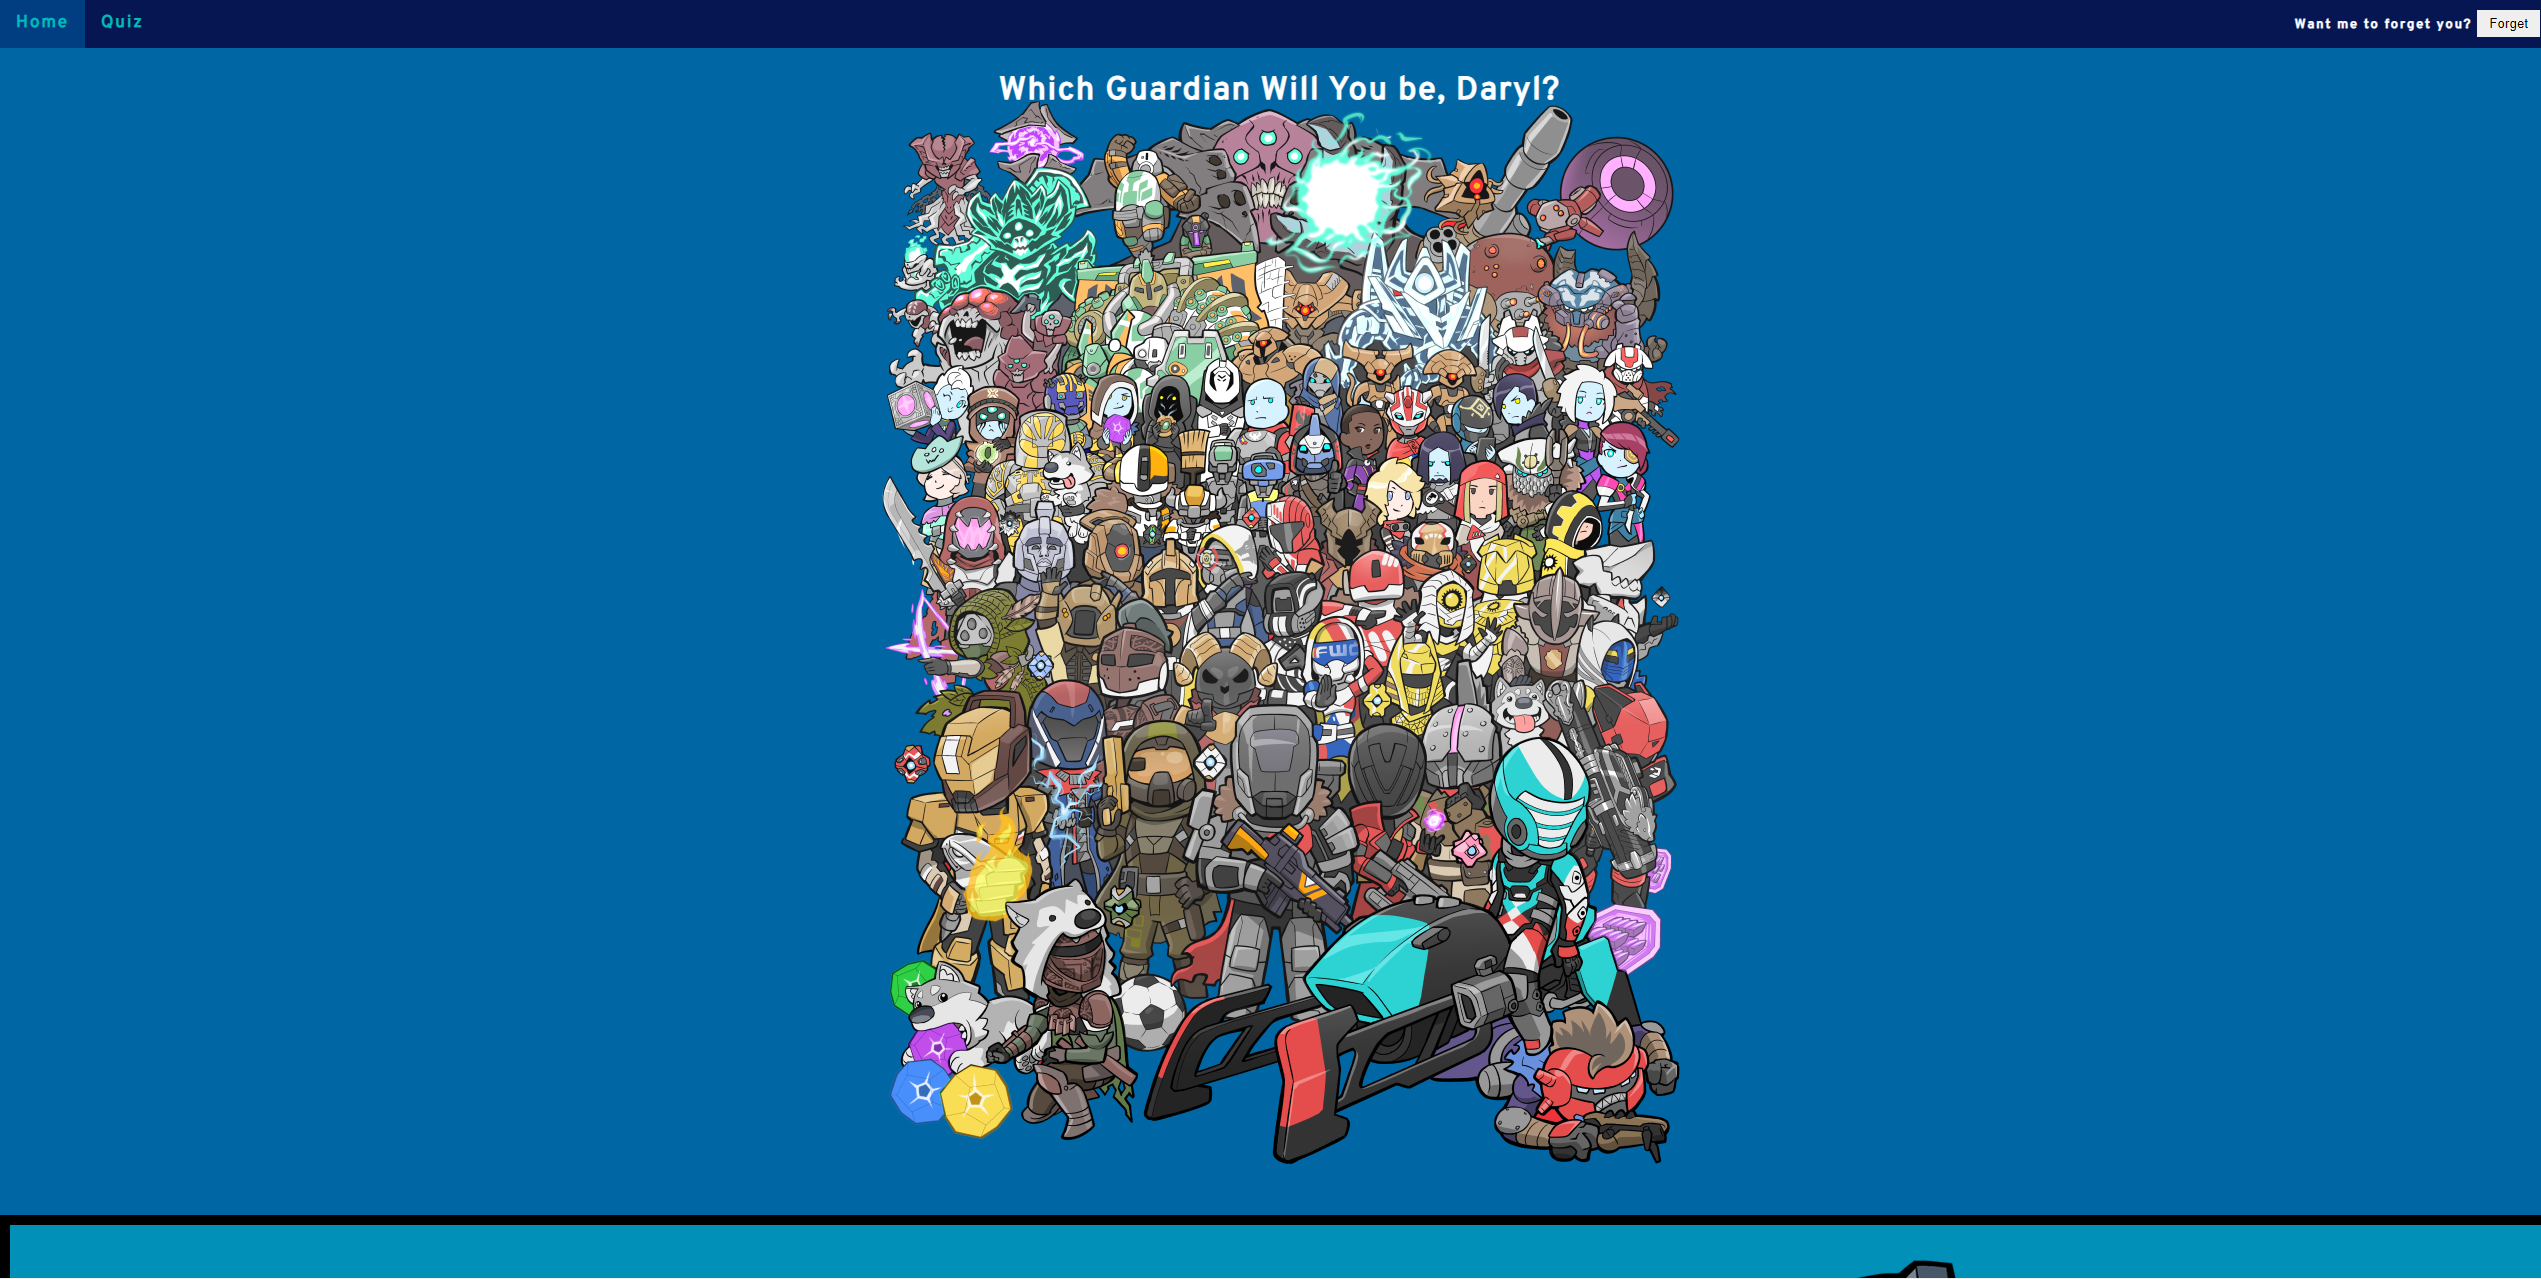 Home
Quiz
Want me to forget you?
Forget
Which Guardian Will You be, Daryl?
FWC